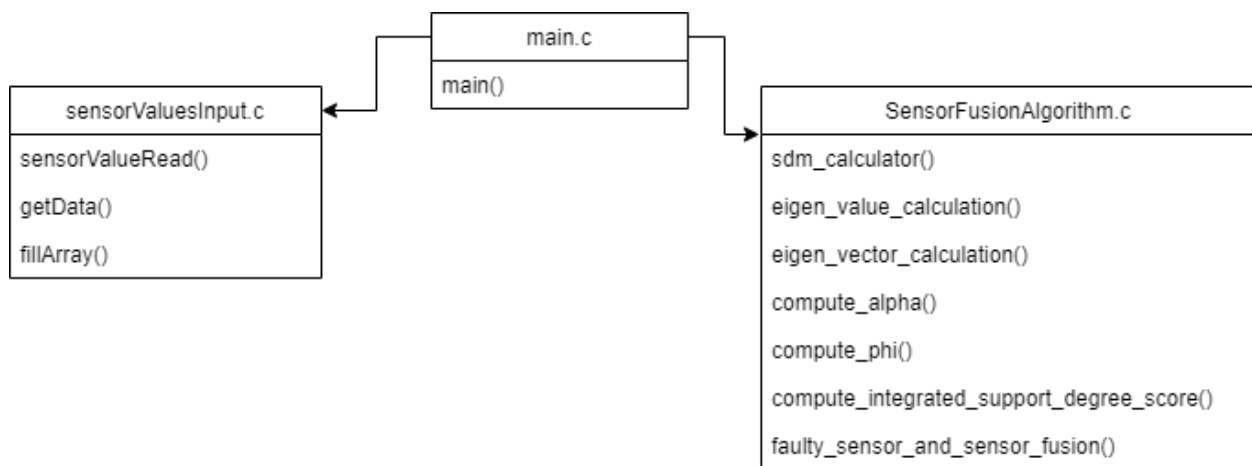 main.c
main()
sensorValuesInput.c
sensorValueRead()
getData()
fillArray()
SensorFusionAlgorithm.c
sdm_calculator()
eigen_value_calculation()
eigen_vector_calculation()
compute_alpha()
compute_phi()
compute_integrated_support_degree_score()
faulty_sensor_and_sensor_fusion()